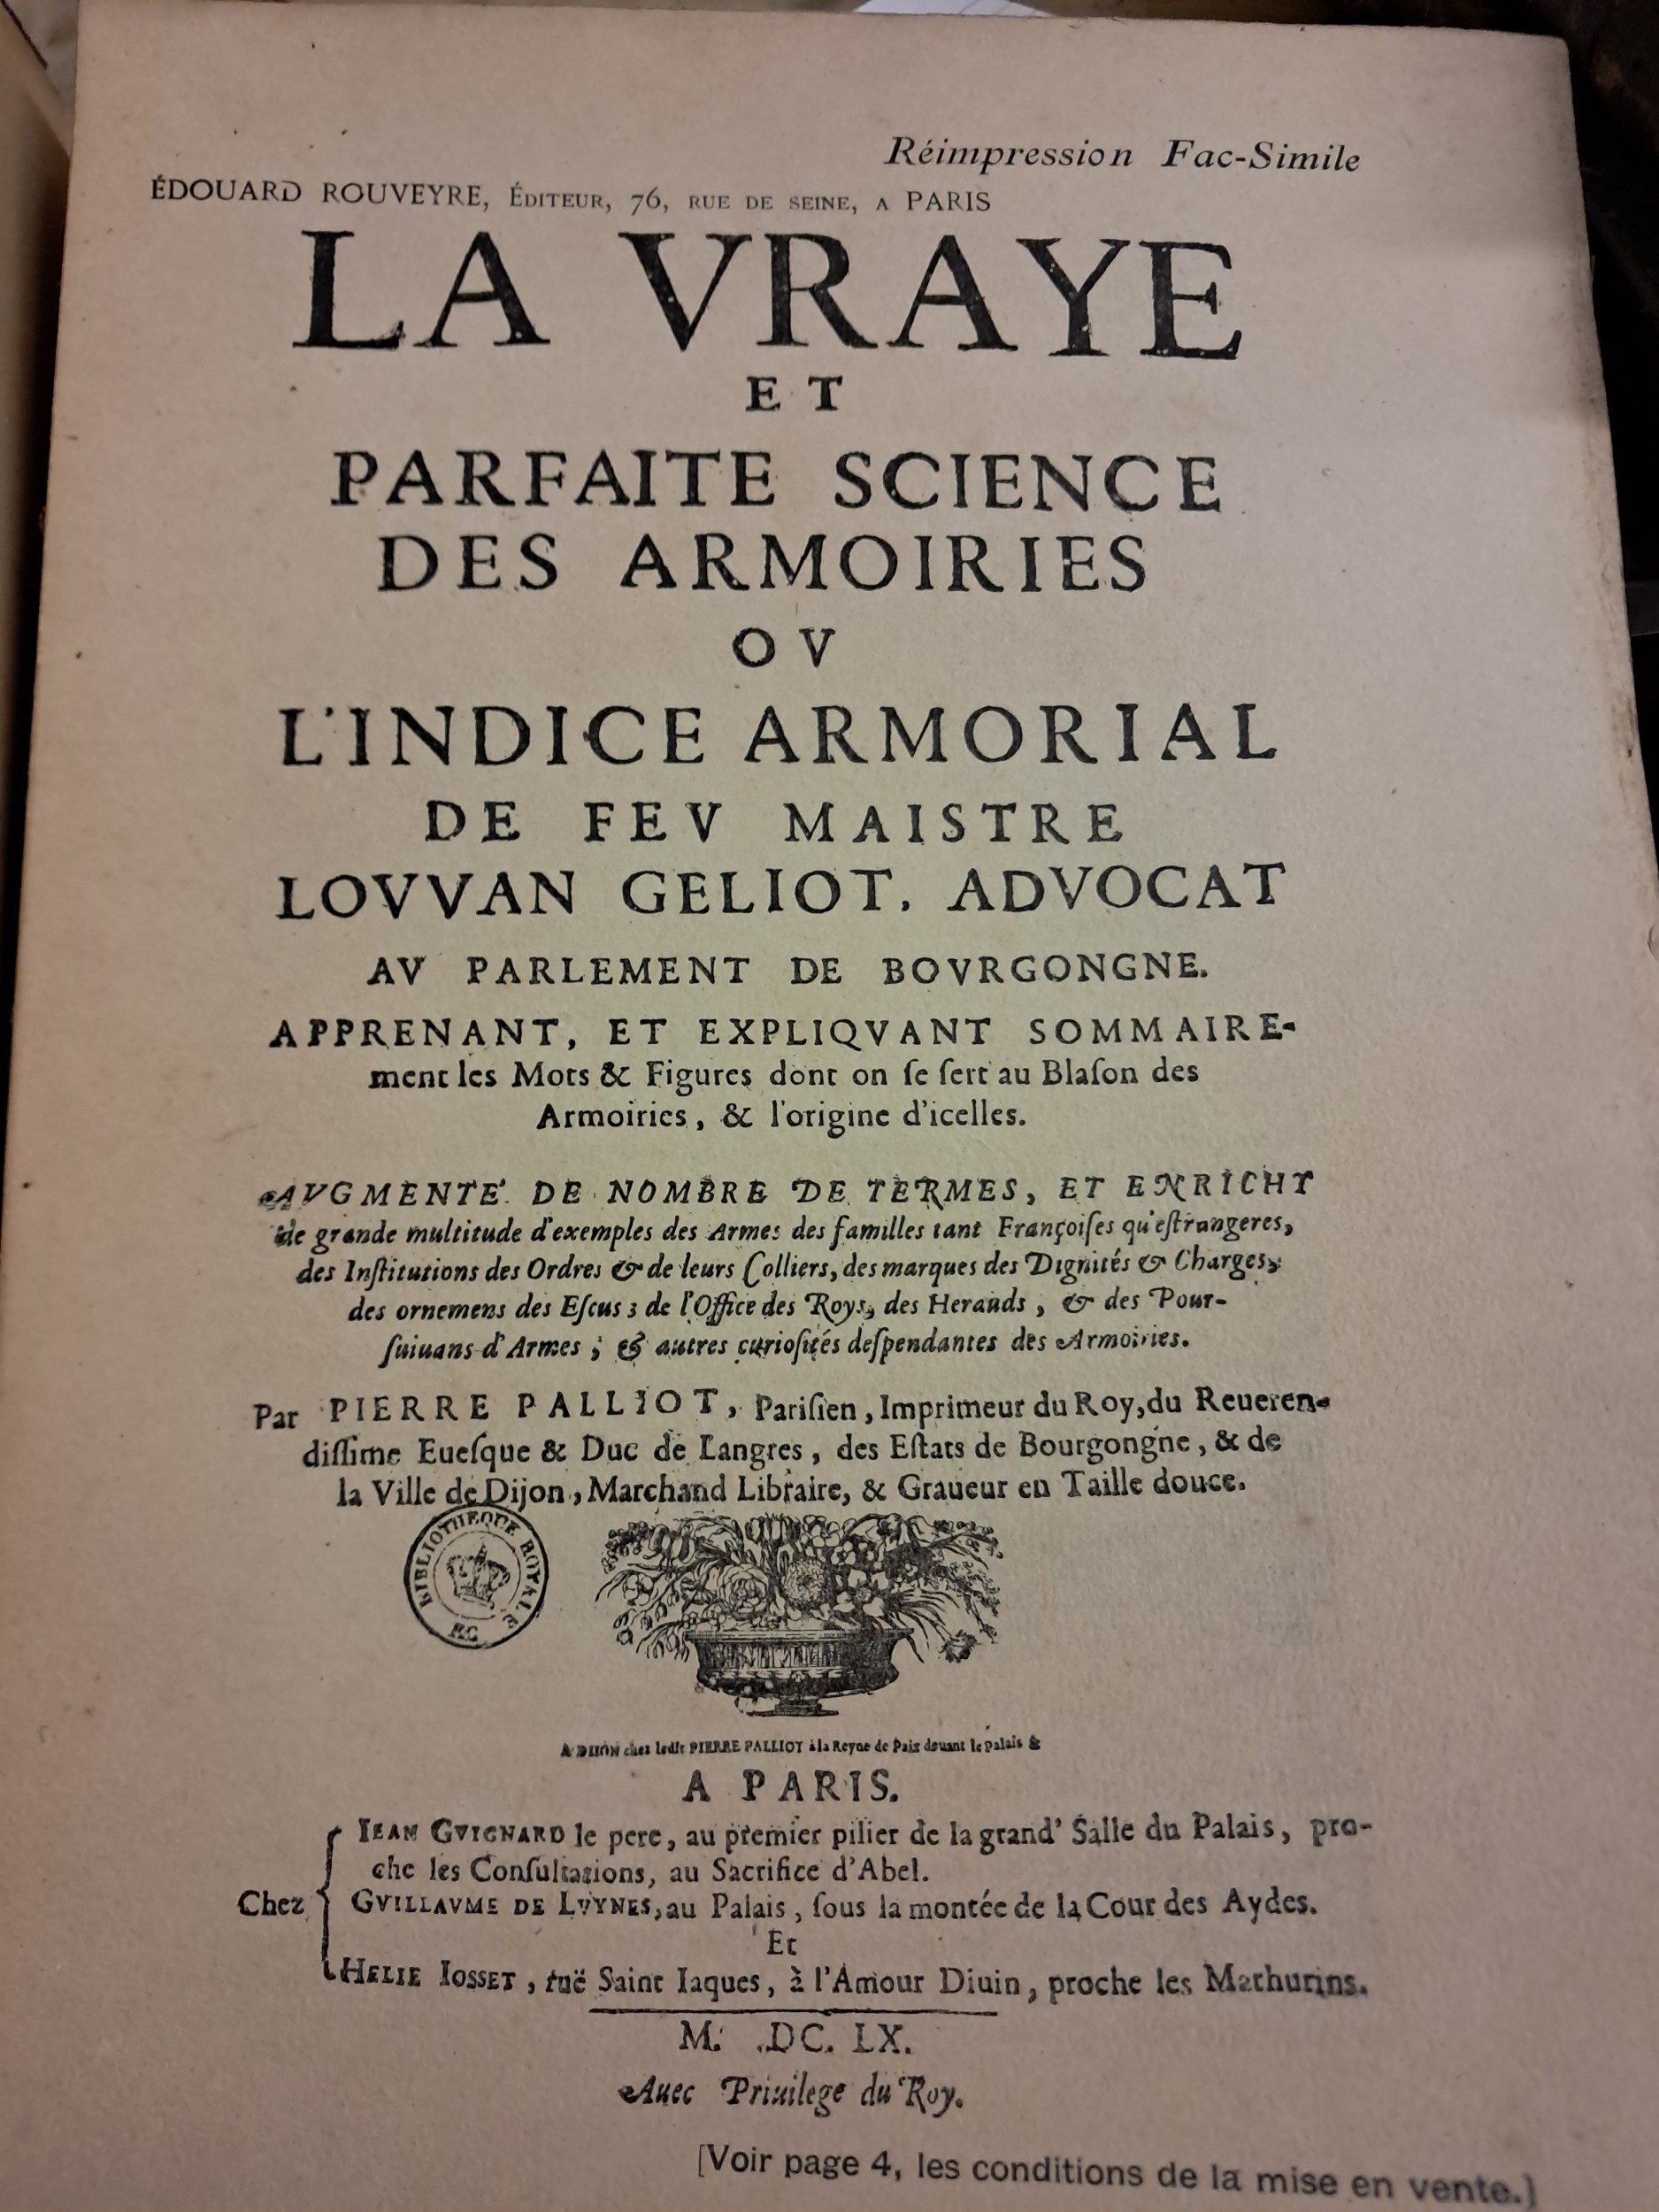 Réimpression Fac-Simile
ÉDOUARD ROUVEYRE, ÉDITEUR, 76, RUE DE SEINE, A PARIS
LA VRAYE
ET
PARFAITE SCIENCE
DES ARMOIRIES
OV
L'INDICE ARMORIAL
DE FEV MAISTRE
LOVVAN GELIOT, ADVOCAT
AV PARLEMENT DE BOVRGONGNE.
APPRENANT, ET EXPLIQVANT SOMMAIRE-
ment les Mots & Figures dont on ſe ſert au Blaſon des
Armoiries, & l'origine d'icelles.
AVGMENTE' DE NOMBRE DE TERMES, ET ENRICHY
de grande multitude d'exemples des Armes des familles tant Françoiſes qu'eſtrangeres,
des Inſtitutions des Ordres & de leurs Colliers, des marques des Dignités & Charges,
des ornemens des Eſcus; de l'Office des Roys, des Herauds, & des Pour-
ſuiuans d'Armes; & autres curioſités deſpendantes des Armoiries.
Par PIERRE PALLIOT, Pariſien, Imprimeur du Roy, du Reueren-
diſſime Eueſque & Duc de Langres, des Eſtats de Bourgongne, & de
la Ville de Dijon, Marchand Libraire, & Graueur en Taille douce.
BIBLIOTHEQUE ROYALE
A DIION chez ledit PIERRE PALLIOT à la Reyne de Paix deuant le Palais &
A PARIS.
Chez
IEAN GVIGNARD le pere, au premier pilier de la grand' Salle du Palais, pro-
che les Conſultations, au Sacrifice d'Abel.
GVILLAVME DE LVYNES, au Palais, ſous la montée de la Cour des Aydes.
Et
HELIE IOSSET, ruë Saint Iaques, à l'Amour Diuin, proche les Mathurins.
M. DC. LX.
Auec Priuilege du Roy.
[Voir page 4, les conditions de la mise en vente.]